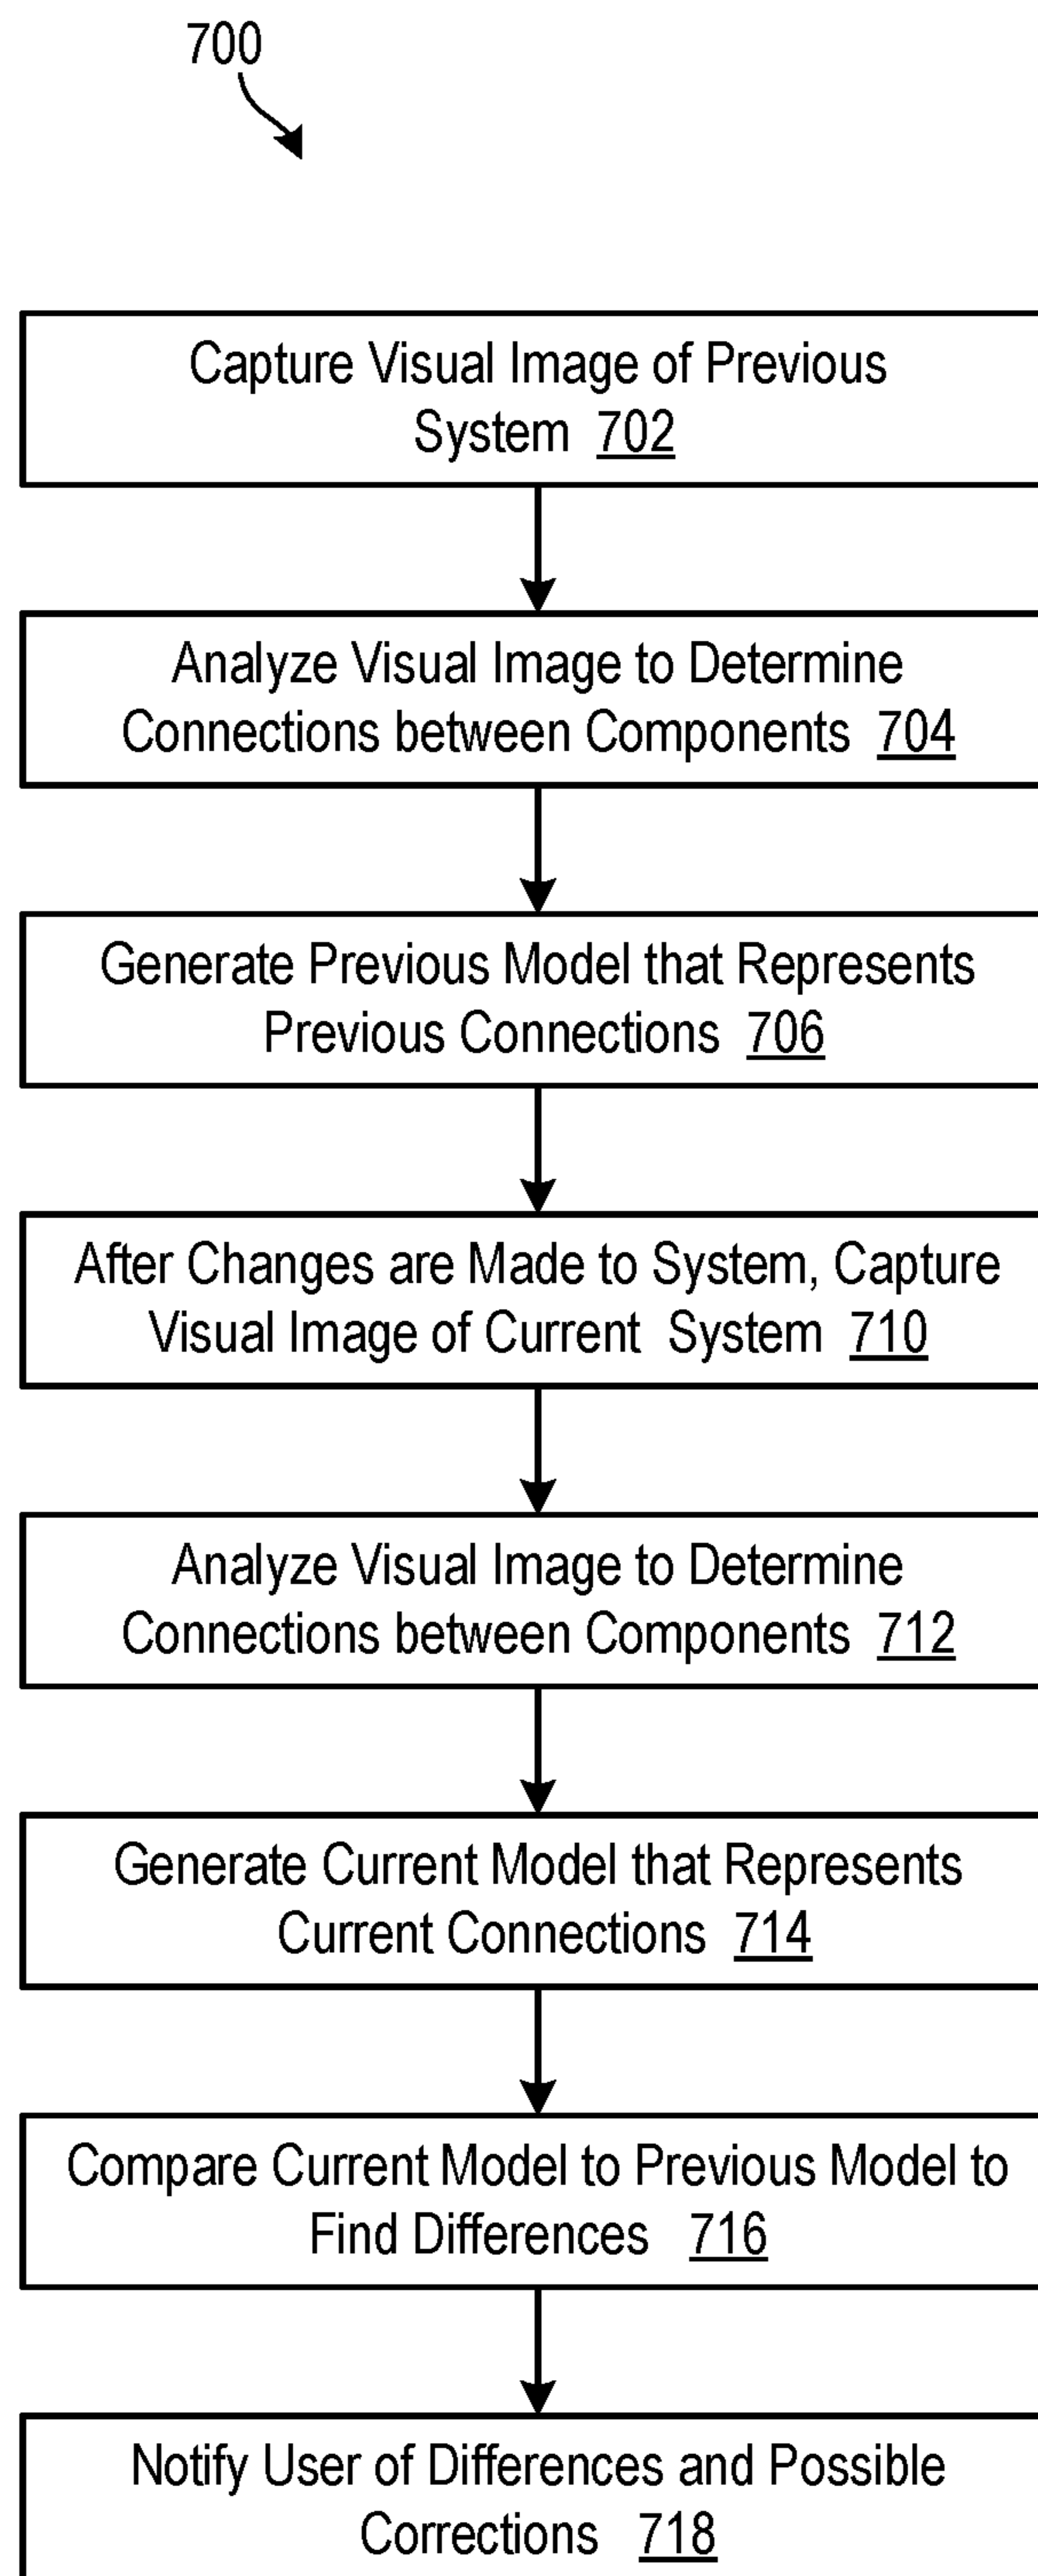 700
Capture Visual Image of Previous
System 702
Analyze Visual Image to Determine
Connections between Components 704
Generate Previous Model that Represents
Previous Connections 706
After Changes are Made to System, Capture
Visual Image of Current System 710
Analyze Visual Image to Determine
Connections between Components 712
Generate Current Model that Represents
Current Connections 714
Compare Current Model to Previous Model to
Find Differences 716
Notify User of Differences and Possible
Corrections 718